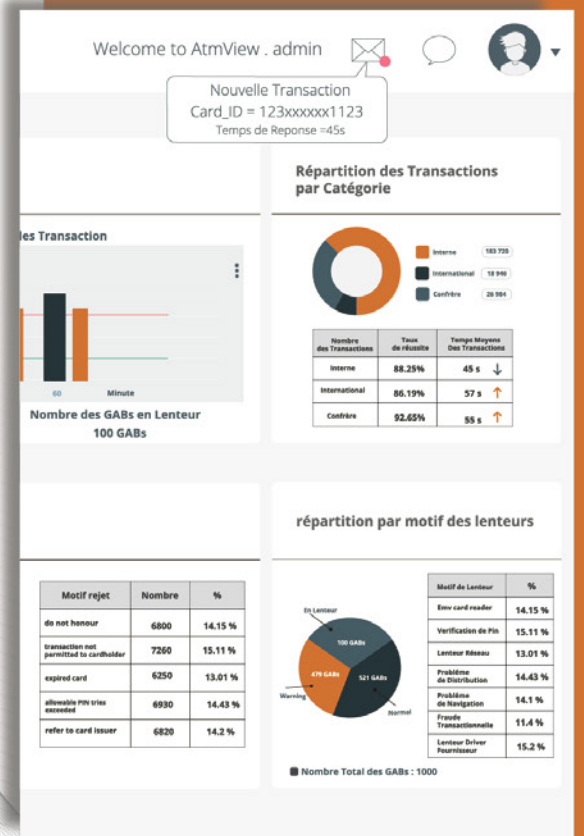 Welcome to AtmView . admin
Nouvelle Transaction
Card_ID = 123xxxxxx1123
Temps de Reponse =45s
les Transaction
60 Minute
Nombre des GABs en Lenteur
100 GABs
Répartition des Transactions
par Catégorie
Interne 183 735
International 18 946
Confrère 26 984
Nombre
des Transactions
Taux
de réussite
Temps Moyens
Des Transactions
Interne 88.25% 45 s
International 86.19% 57 s
Confrère 92.65% 55 s
Motif rejet Nombre %
do not honour 6800 14.15 %
transaction not
permitted to cardholder 7260 15.11 %
expired card 6250 13.01 %
allowable PIN tries
exceeded 6930 14.43 %
refer to card issuer 6820 14.2 %
répartition par motif des lenteurs
En Lenteur
100 GABs
479 GABs
521 GABs
Warning
Normal
Nombre Total des GABs : 1000
Motif de Lenteur %
Emv card reader 14.15 %
Verification de Pin 15.11 %
Lenteur Réseau 13.01 %
Problème
de Distribution 14.43 %
Problème
de Navigation 14.1 %
Fraude
Transactionnelle 11.4 %
Lenteur Driver
Fournisseur 15.2 %